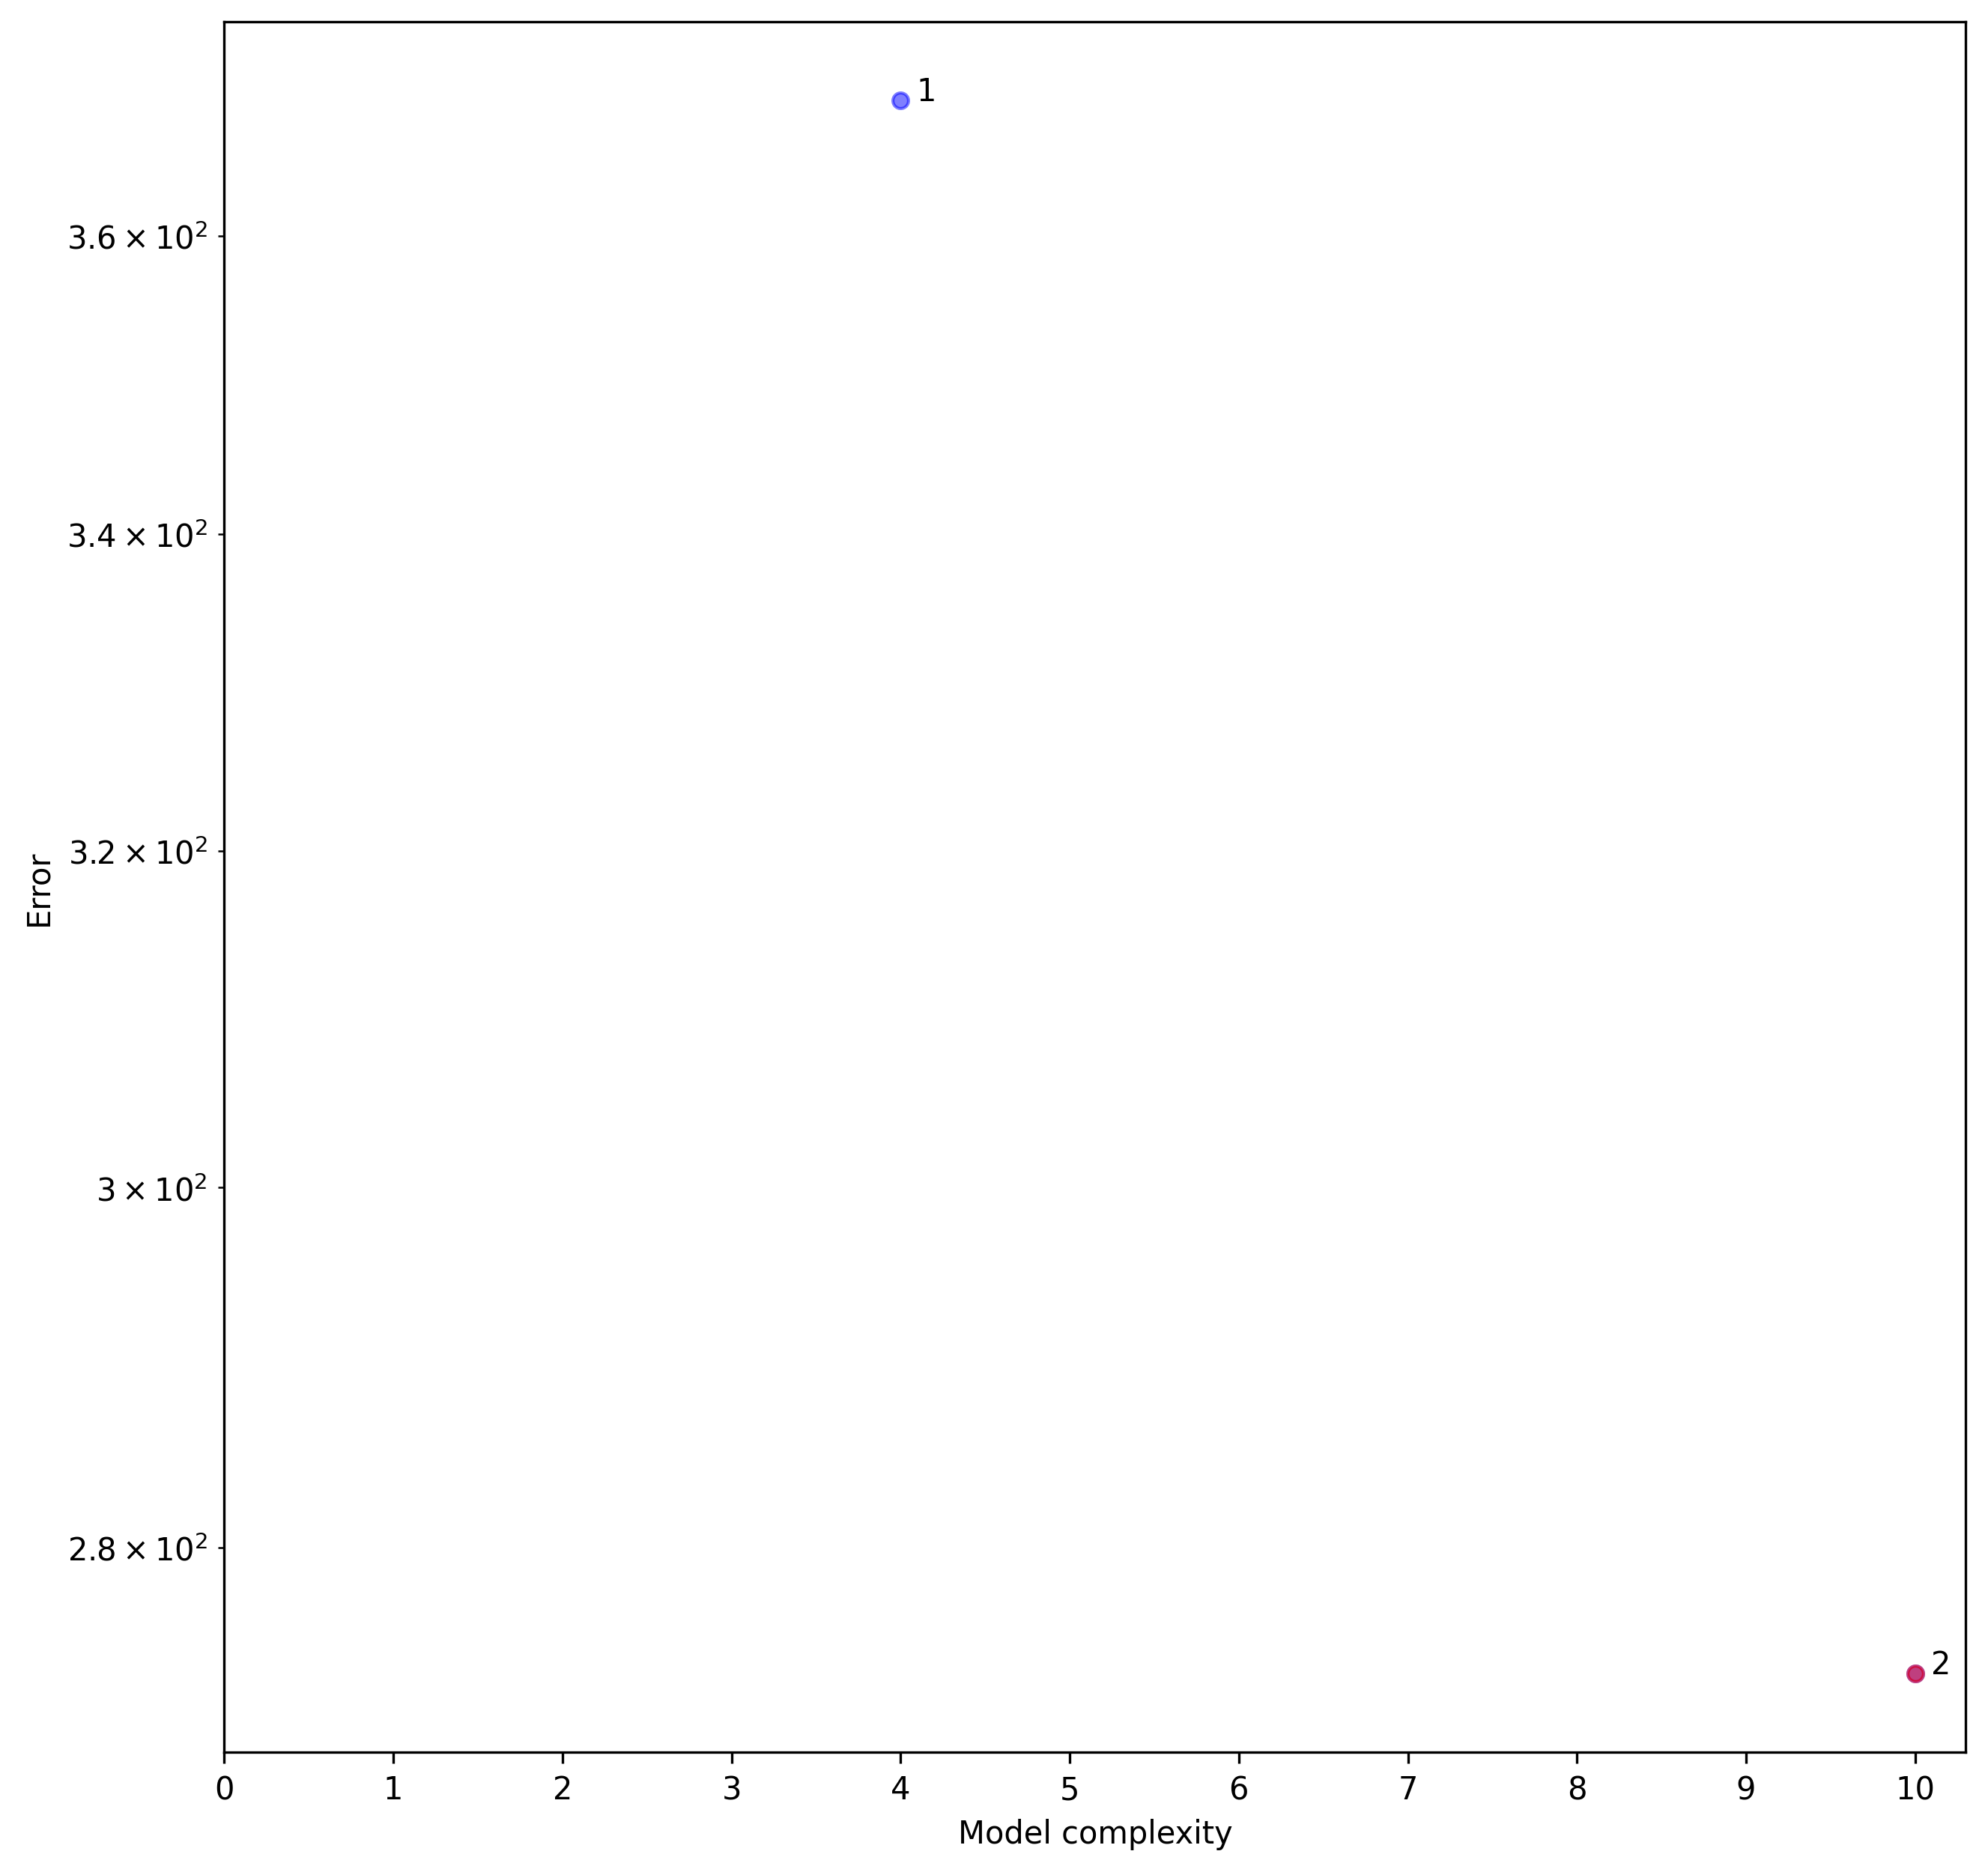 1
3.6 × 10²
3.4 × 10²
3.2 × 10²
Error
3 × 10²
2.8 × 10²
2
0 1 2 3 4 5 6 7 8 9 10
Model complexity